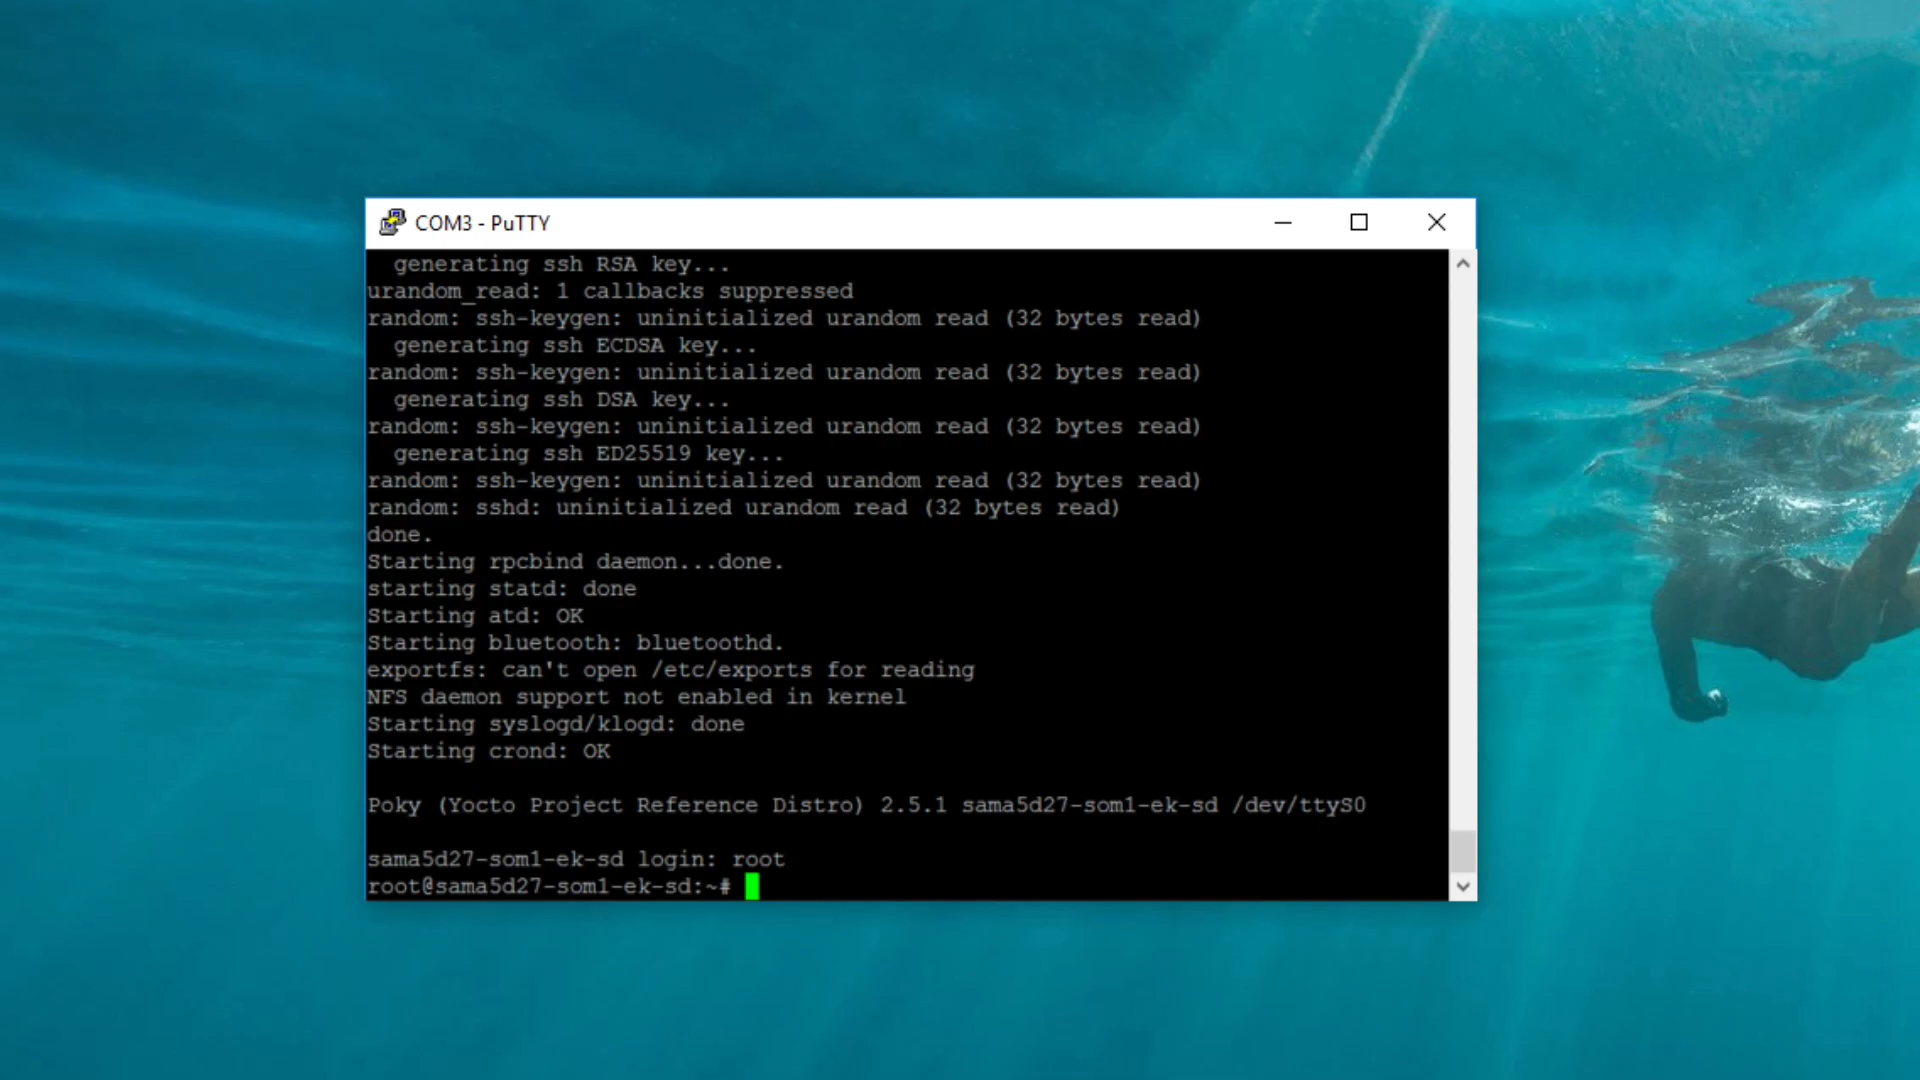 COM3 - PuTTY
generating ssh RSA key...
urandom_read: 1 callbacks suppressed
random: ssh-keygen: uninitialized urandom read (32 bytes read)
generating ssh ECDSA key...
random: ssh-keygen: uninitialized urandom read (32 bytes read)
generating ssh DSA key...
random: ssh-keygen: uninitialized urandom read (32 bytes read)
generating ssh ED25519 key...
random: ssh-keygen: uninitialized urandom read (32 bytes read)
random: sshd: uninitialized urandom read (32 bytes read)
done.
Starting rpcbind daemon...done.
starting statd: done
Starting atd: OK
Starting bluetooth: bluetoothd.
exportfs: can't open /etc/exports for reading
NFS daemon support not enabled in kernel
Starting syslogd/klogd: done
Starting crond: OK
Poky (Yocto Project Reference Distro) 2.5.1 sama5d27-som1-ek-sd /dev/ttyS0
sama5d27-som1-ek-sd login: root
root@sama5d27-som1-ek-sd:~#